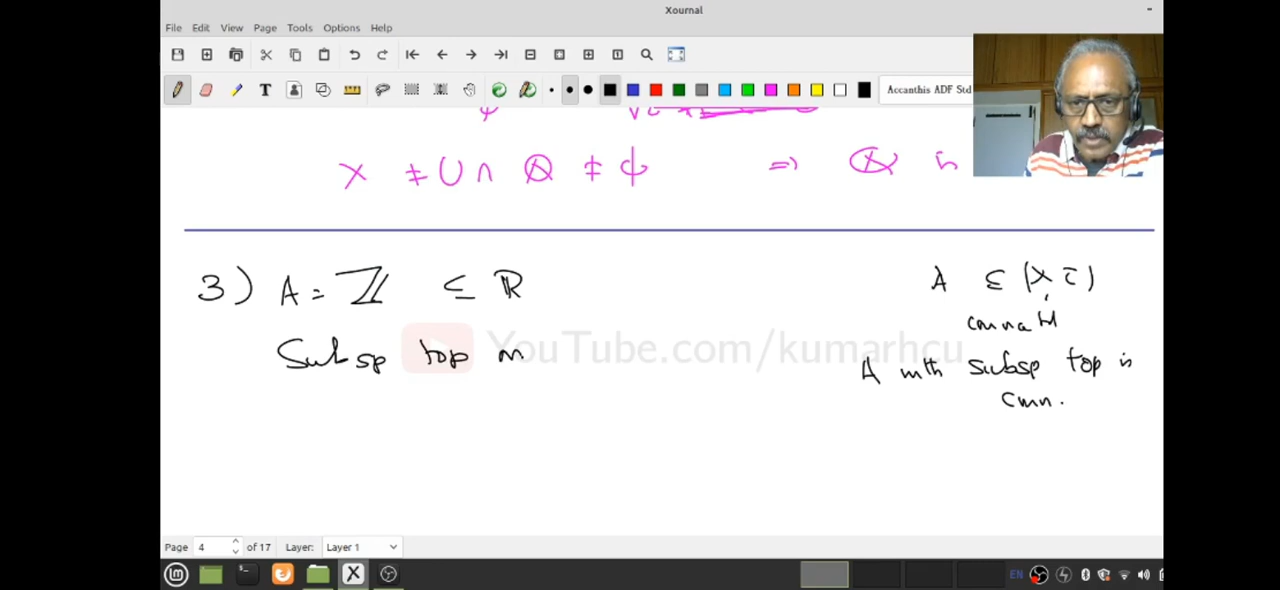 Xournal
File Edit View Page Tools Options Help
Accanthis ADF Std
X ≠ U ∩ Q ≠ ϕ ⇒ Q is
3) A = ℤ ⊆ ℝ
A ⊆ (X, τ)
Subsp top on
YouTube.com/kumarhcu
A with subsp top is
conn.
Page 4 of 17 Layer: Layer 1
EN